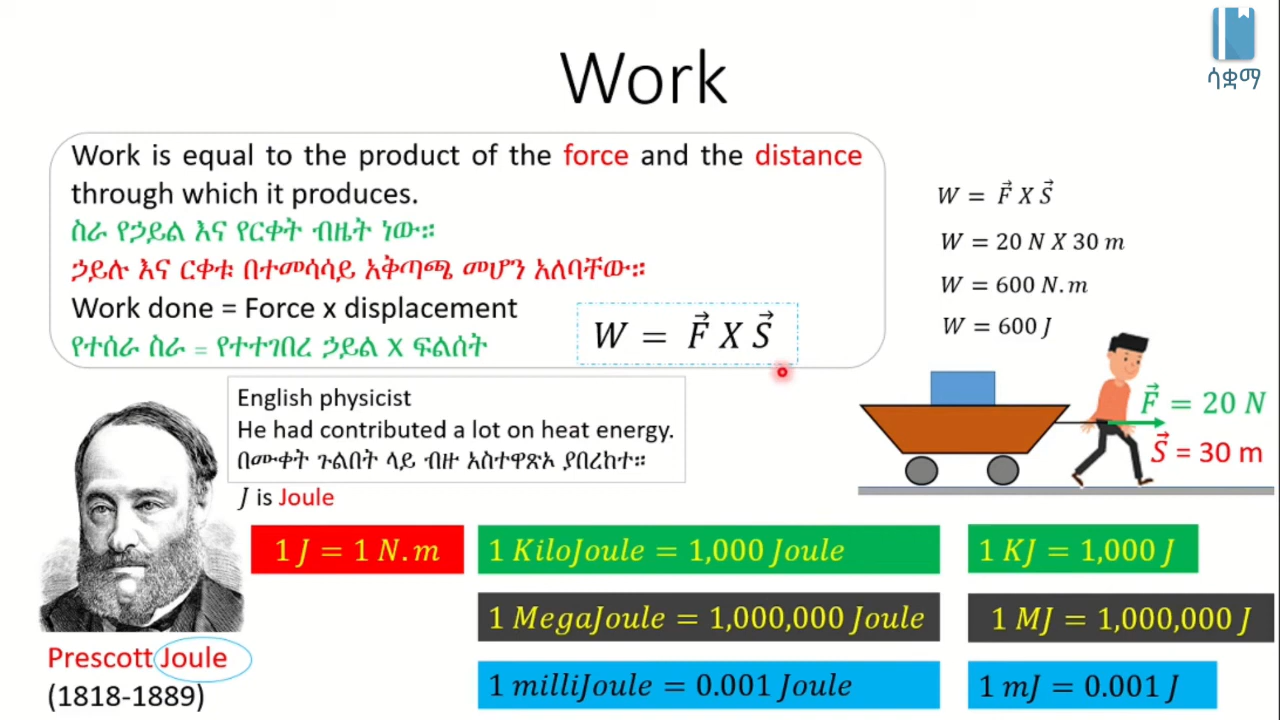 ሳቋማ
Work
Work is equal to the product of the force and the distance
through which it produces.
ስራ የኃይል እና የርቀት ብዜት ነው።
ኃይሉ እና ርቀቱ በተመሳሳይ አቅጣጫ መሆን አለባቸው።
Work done = Force x displacement
የተሰራ ስራ = የተተገበረ ኃይል X ፍልሰት
W = F⃗ X S⃗
W = F⃗ X S⃗
W = 20 N X 30 m
W = 600 N.m
W = 600 J
F⃗ = 20 N
S⃗ = 30 m
English physicist
He had contributed a lot on heat energy.
በሙቀት ጉልበት ላይ ብዙ አስተዋጽኦ ያበረከተ።
J is Joule
1 J = 1 N.m
1 KiloJoule = 1,000 Joule
1 KJ = 1,000 J
1 MegaJoule = 1,000,000 Joule
1 MJ = 1,000,000 J
1 milliJoule = 0.001 Joule
1 mJ = 0.001 J
Prescott Joule
(1818-1889)